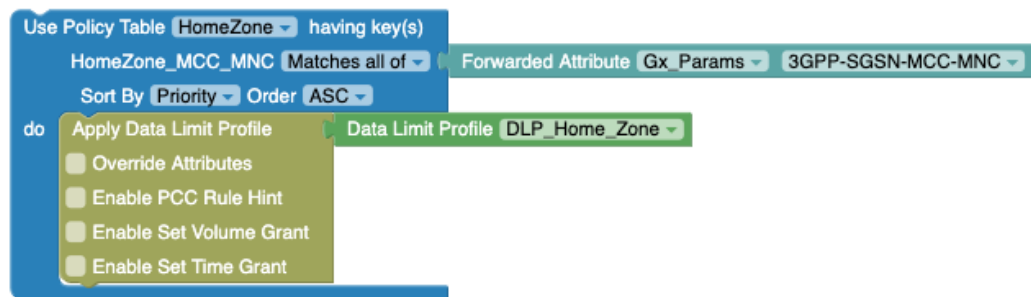 Use Policy Table HomeZone having key(s)
HomeZone_MCC_MNC Matches all of Forwarded Attribute Gx_Params 3GPP-SGSN-MCC-MNC
Sort By Priority Order ASC
do Apply Data Limit Profile Data Limit Profile DLP_Home_Zone
Override Attributes
Enable PCC Rule Hint
Enable Set Volume Grant
Enable Set Time Grant